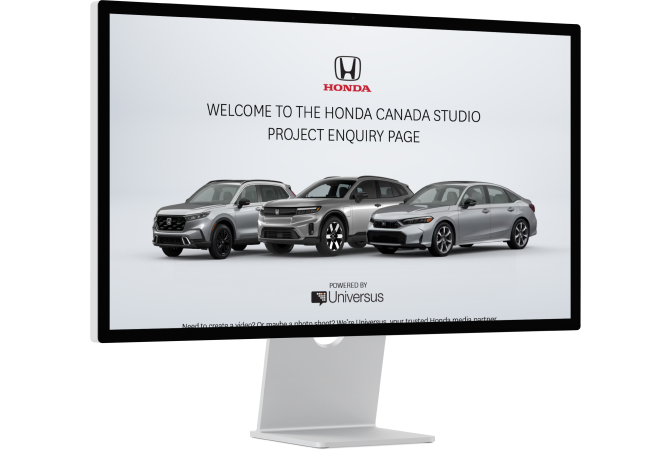 HONDA
WELCOME TO THE HONDA CANADA STUDIO
PROJECT ENQUIRY PAGE
POWERED BY
Universus
Need to create a video? Or maybe a photo shoot? We're Universus, your trusted Honda media partner